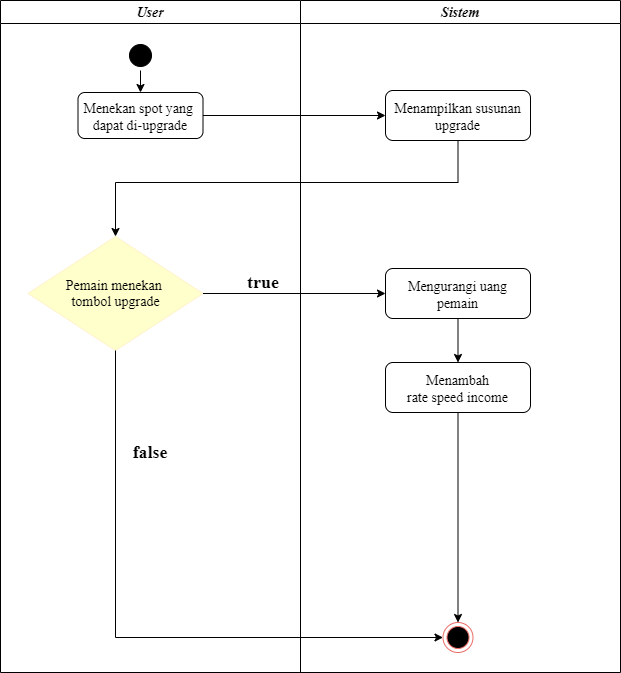 User
Sistem
Menekan spot yang
dapat di-upgrade
Menampilkan susunan
upgrade
Pemain menekan
tombol upgrade
true
Mengurangi uang
pemain
Menambah
rate speed income
false